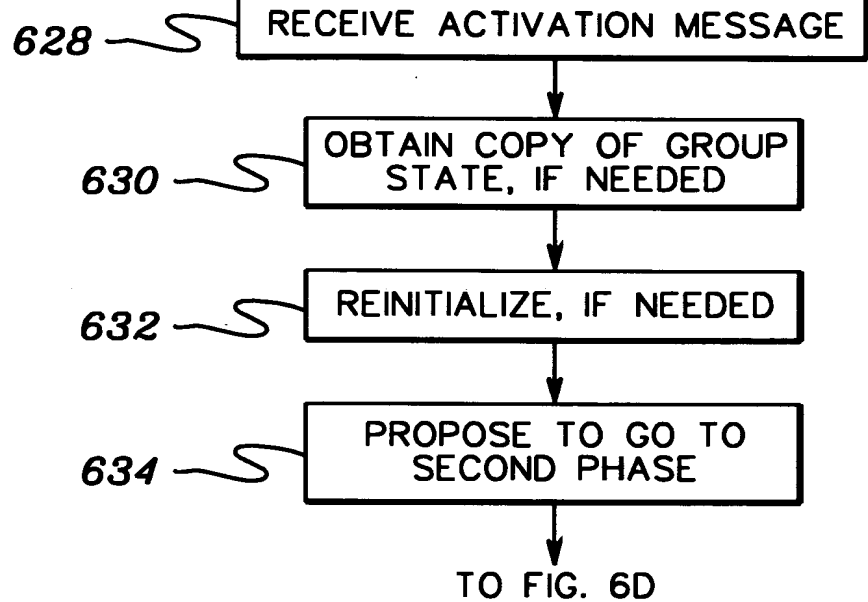 628 RECEIVE ACTIVATION MESSAGE
630 OBTAIN COPY OF GROUP
STATE, IF NEEDED
632 REINITIALIZE, IF NEEDED
634 PROPOSE TO GO TO
SECOND PHASE
TO FIG. 6D